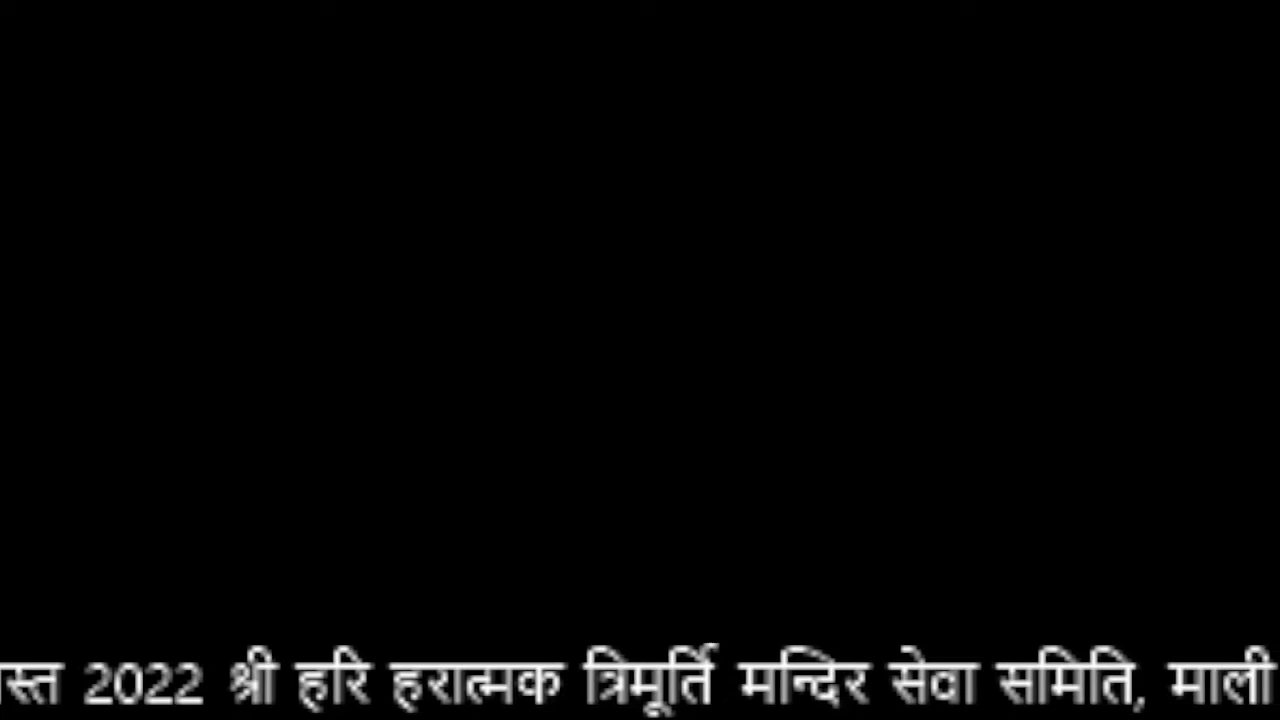 स्त 2022 श्री हरि हरात्मक त्रिमूर्ति मन्दिर सेवा समिति, माली